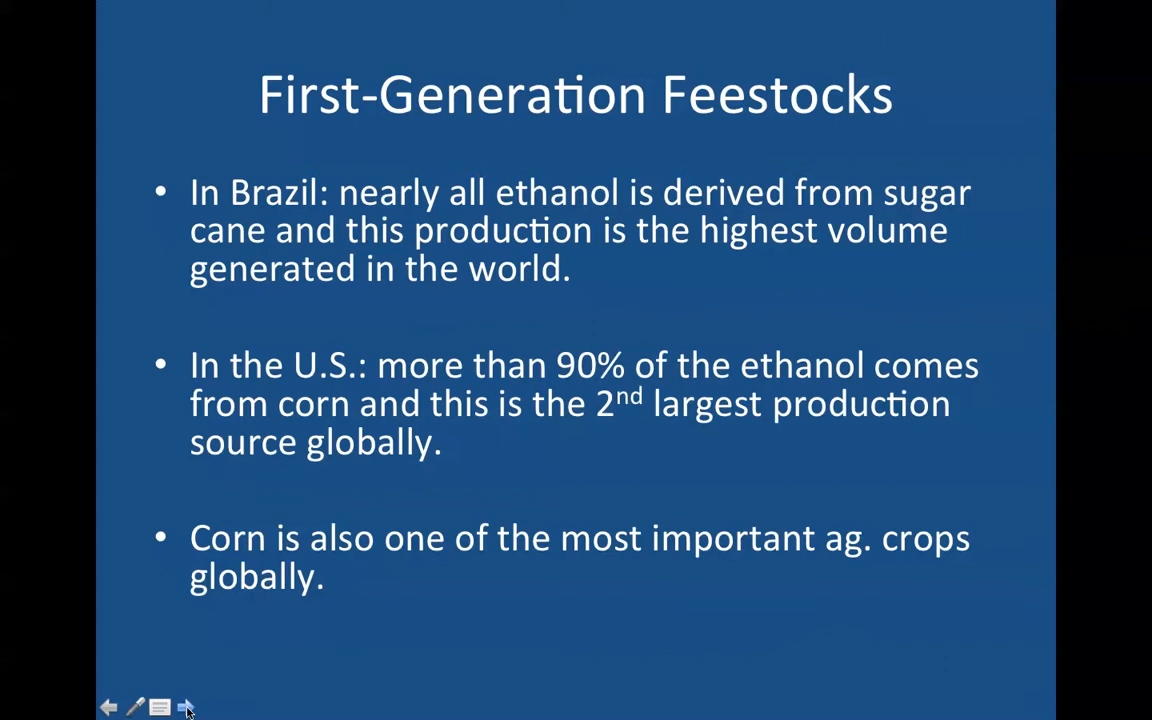 First-Generation Feestocks
• In Brazil: nearly all ethanol is derived from sugar
cane and this production is the highest volume
generated in the world.
• In the U.S.: more than 90% of the ethanol comes
from corn and this is the 2nd largest production
source globally.
• Corn is also one of the most important ag. crops
globally.